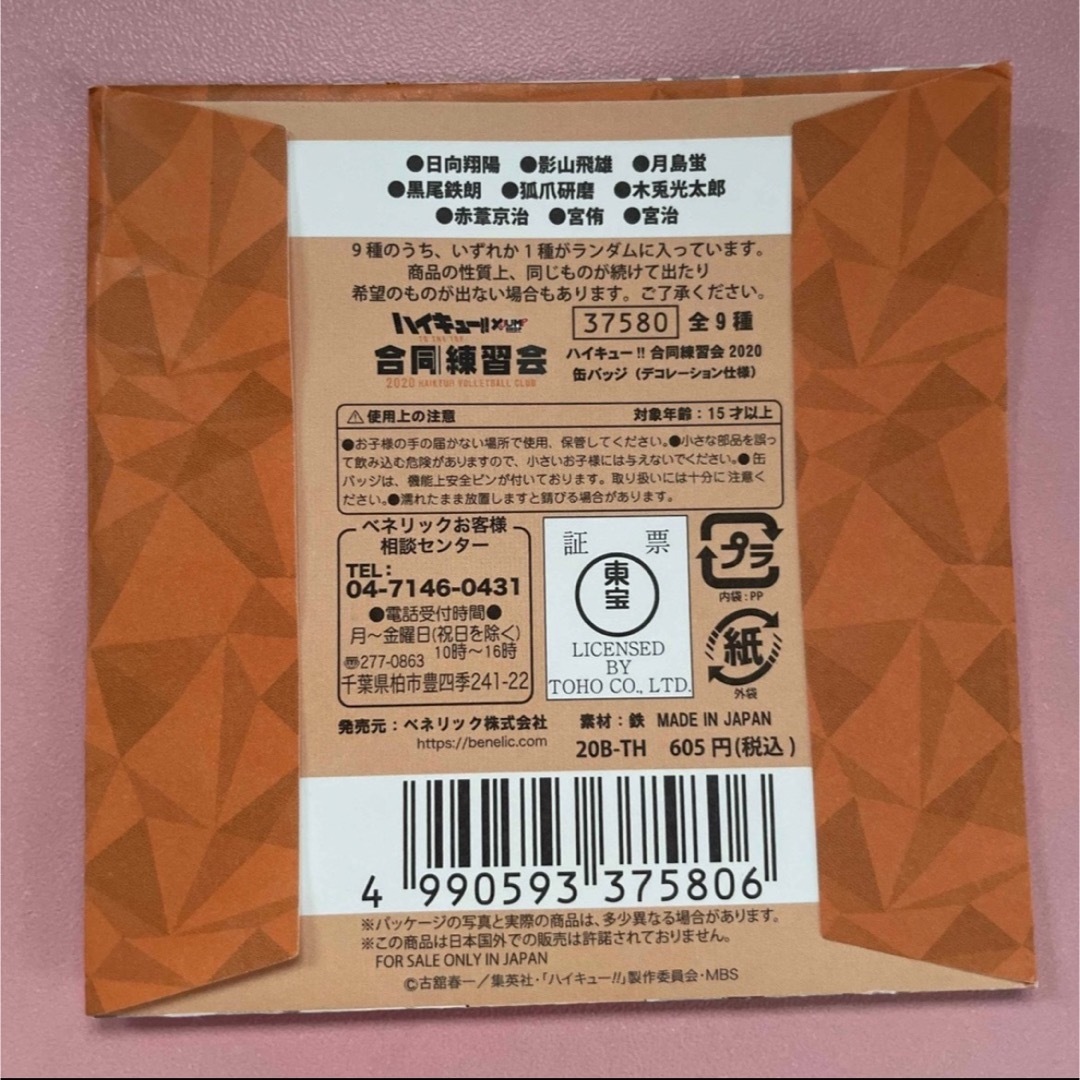 ●日向翔陽 ●影山飛雄 ●月島蛍
●黒尾鉄朗 ●狐爪研磨 ●木兎光太郎
●赤葦京治 ●宮侑 ●宮治
9種のうち、いずれか1種がランダムに入っています。
商品の性質上、同じものが続けて出たり
希望のものが出ない場合もあります。ご了承ください。
ハイキュー!!
合同練習会
2020 HAIKYU!! VOLLEYBALL CLUB
37580 全9種
ハイキュー!! 合同練習会 2020
缶バッジ（デコレーション仕様）
⚠使用上の注意 対象年齢：15才以上
●お子様の手の届かない場所で使用、保管してください。●小さな部品を誤っ
て飲み込む危険がありますので、小さいお子様には与えないでください。●缶
バッジは、機能上安全ピンが付いております。取り扱いには十分に注意く
ださい。●濡れたまま放置しますと錆びる場合があります。
ベネリックお客様
相談センター
TEL：
04-7146-0431
●電話受付時間●
月〜金曜日(祝日を除く)
10時〜16時
〠277-0863
千葉県柏市豊四季241-22
証 票
東宝
LICENSED
BY
TOHO CO., LTD.
プラ
内袋：PP
紙
外袋
発売元：ベネリック株式会社
https://benelic.com
素材：鉄 MADE IN JAPAN
20B-TH 605円(税込)
4 990593 375806
※パッケージの写真と実際の商品は、多少異なる場合があります。
※この商品は日本国外での販売は許諾されておりません。
FOR SALE ONLY IN JAPAN
©古舘春一／集英社・「ハイキュー!!」製作委員会・MBS